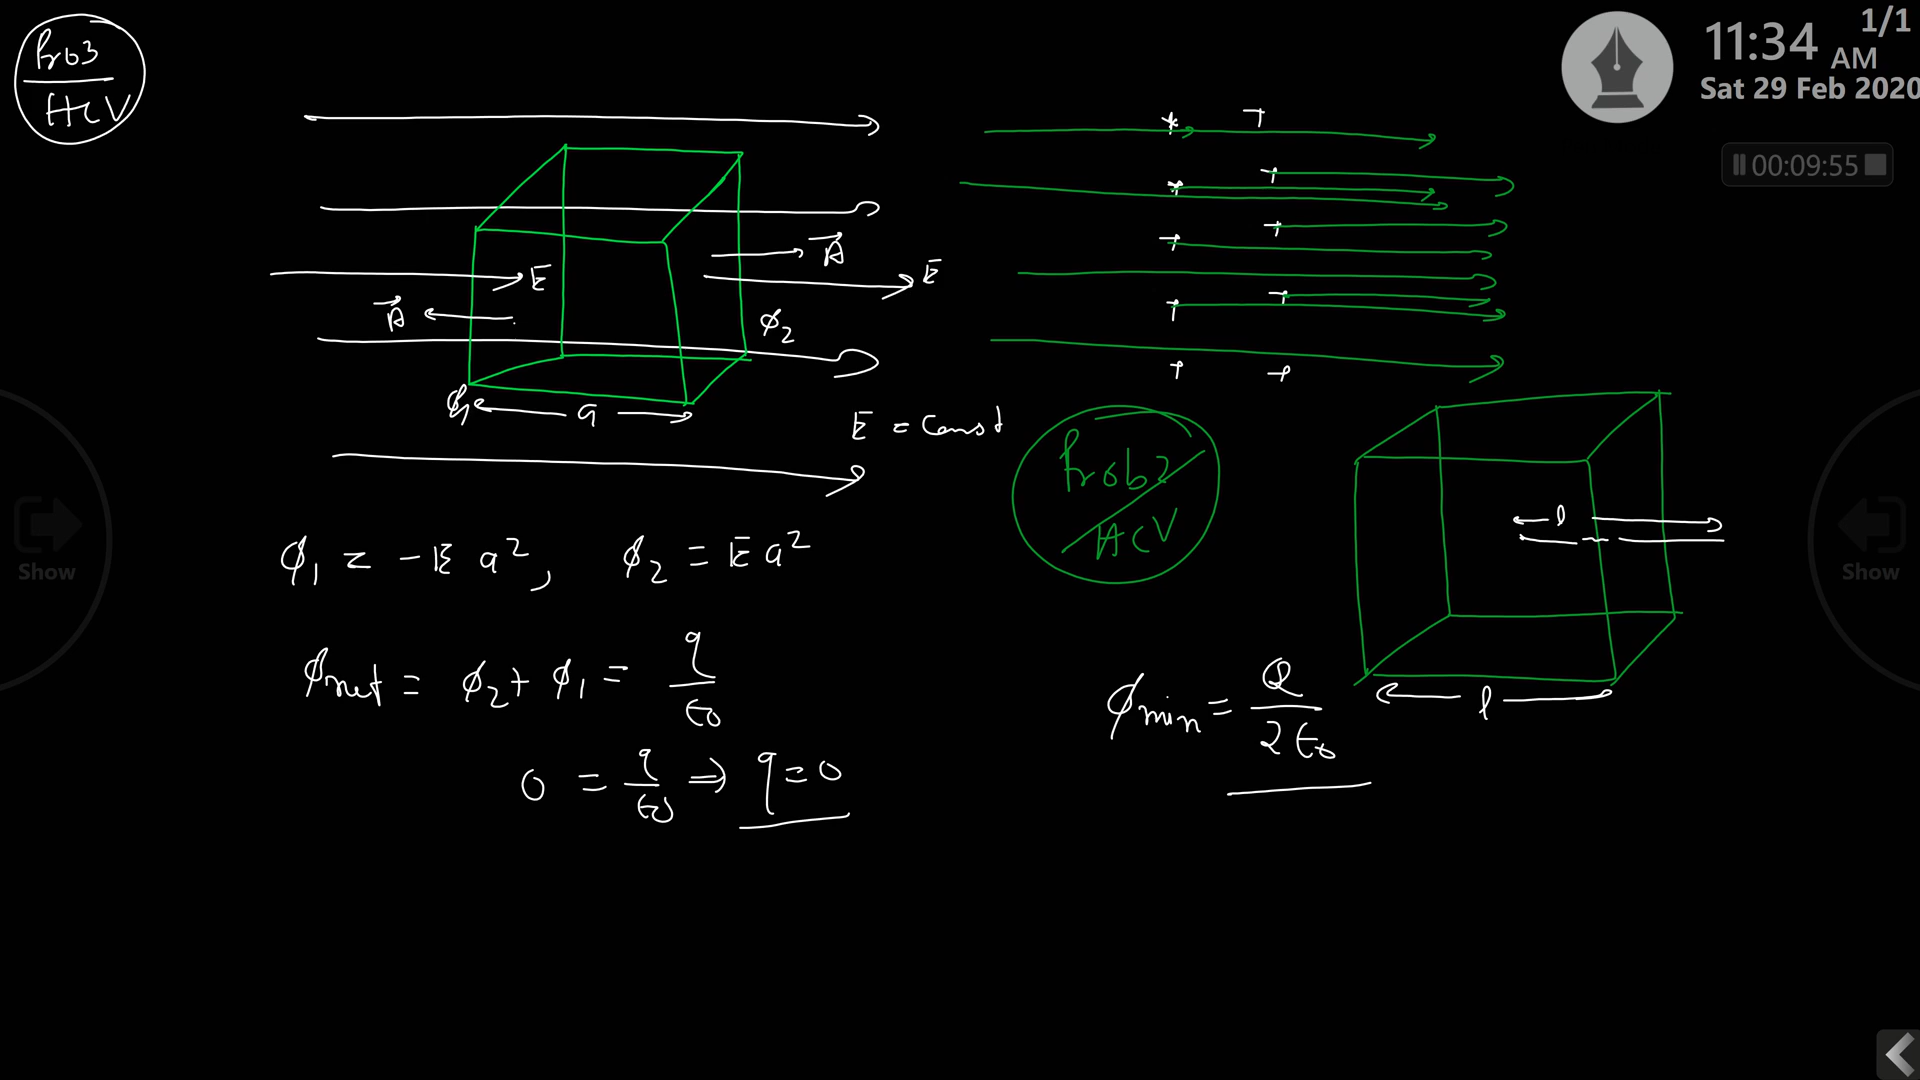 Prob3
HCV
11:34 AM
1/1
Sat 29 Feb 2020
00:09:55
E
A⃗
A⃗
E
ϕ₂
ϕ₁
a
E = Const
Prob2
HCV
l
l
ϕ₁ = -E a², ϕ₂ = E a²
ϕnet = ϕ₂ + ϕ₁ = q/ϵ₀
0 = q/ϵ₀ ⇒ q = 0
ϕmin = Q/2ϵ₀
Show
Show